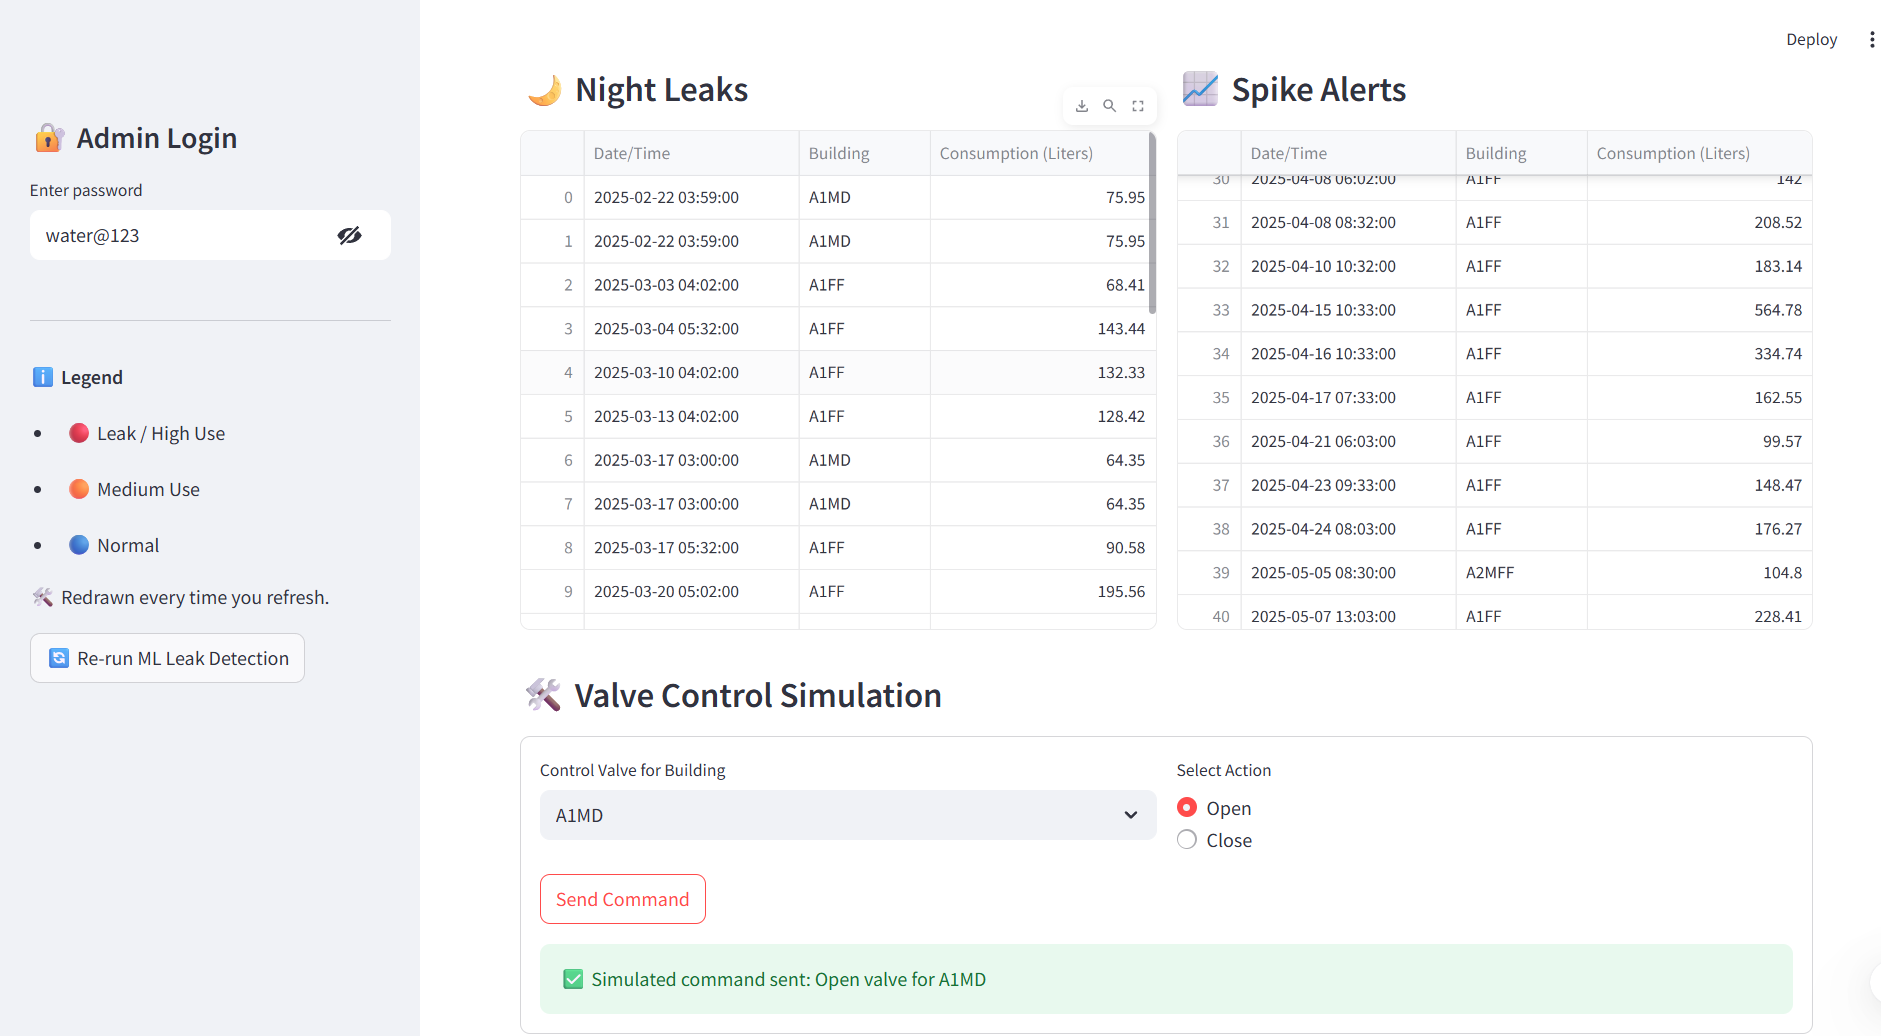 Deploy
Admin Login
Enter password
water@123
Legend
Leak / High Use
Medium Use
Normal
Redrawn every time you refresh.
Re-run ML Leak Detection
Night Leaks
Date/Time Building Consumption (Liters)
0 2025-02-22 03:59:00 A1MD 75.95
1 2025-02-22 03:59:00 A1MD 75.95
2 2025-03-03 04:02:00 A1FF 68.41
3 2025-03-04 05:32:00 A1FF 143.44
4 2025-03-10 04:02:00 A1FF 132.33
5 2025-03-13 04:02:00 A1FF 128.42
6 2025-03-17 03:00:00 A1MD 64.35
7 2025-03-17 03:00:00 A1MD 64.35
8 2025-03-17 05:32:00 A1FF 90.58
9 2025-03-20 05:02:00 A1FF 195.56
Spike Alerts
Date/Time Building Consumption (Liters)
30 2025-04-08 06:02:00 A1FF 142
31 2025-04-08 08:32:00 A1FF 208.52
32 2025-04-10 10:32:00 A1FF 183.14
33 2025-04-15 10:33:00 A1FF 564.78
34 2025-04-16 10:33:00 A1FF 334.74
35 2025-04-17 07:33:00 A1FF 162.55
36 2025-04-21 06:03:00 A1FF 99.57
37 2025-04-23 09:33:00 A1FF 148.47
38 2025-04-24 08:03:00 A1FF 176.27
39 2025-05-05 08:30:00 A2MFF 104.8
40 2025-05-07 13:03:00 A1FF 228.41
Valve Control Simulation
Control Valve for Building
A1MD
Select Action
Open
Close
Send Command
Simulated command sent: Open valve for A1MD